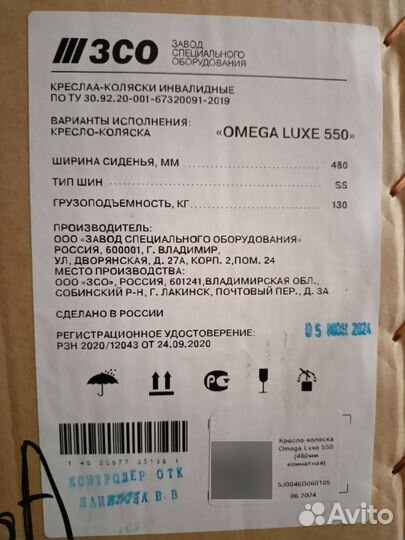 ЗСО ЗАВОД
СПЕЦИАЛЬНОГО
ОБОРУДОВАНИЯ
КРЕСЛАА-КОЛЯСКИ ИНВАЛИДНЫЕ
ПО ТУ 30.92.20-001-67320091-2019
ВАРИАНТЫ ИСПОЛНЕНИЯ:
КРЕСЛО-КОЛЯСКА «OMEGA LUXE 550»
ШИРИНА СИДЕНЬЯ, ММ 480
ТИП ШИН SS
ГРУЗОПОДЪЕМНОСТЬ, КГ 130
ПРОИЗВОДИТЕЛЬ:
ООО «ЗАВОД СПЕЦИАЛЬНОГО ОБОРУДОВАНИЯ»
РОССИЯ, 600001, Г. ВЛАДИМИР,
УЛ, ДВОРЯНСКАЯ, Д. 27А, КОРП. 2, ПОМ. 24
МЕСТО ПРОИЗВОДСТВА:
ООО «ЗСО», РОССИЯ, 601241, ВЛАДИМИРСКАЯ ОБЛ.,
СОБИНСКИЙ Р-Н, Г. ЛАКИНСК, ПОЧТОВЫЙ ПЕР., Д. 3А
СДЕЛАНО В РОССИИ
05 2024
РЕГИСТРАЦИОННОЕ УДОСТОВЕРЕНИЕ:
РЗН 2020/12043 ОТ 24.09.2020
КОНТРОЛЁР ОТК
В.В
Кресло-коляска
Omega Luxe 550
(480мм
комнатная)
SJ0046D060105
06.2024
Avito